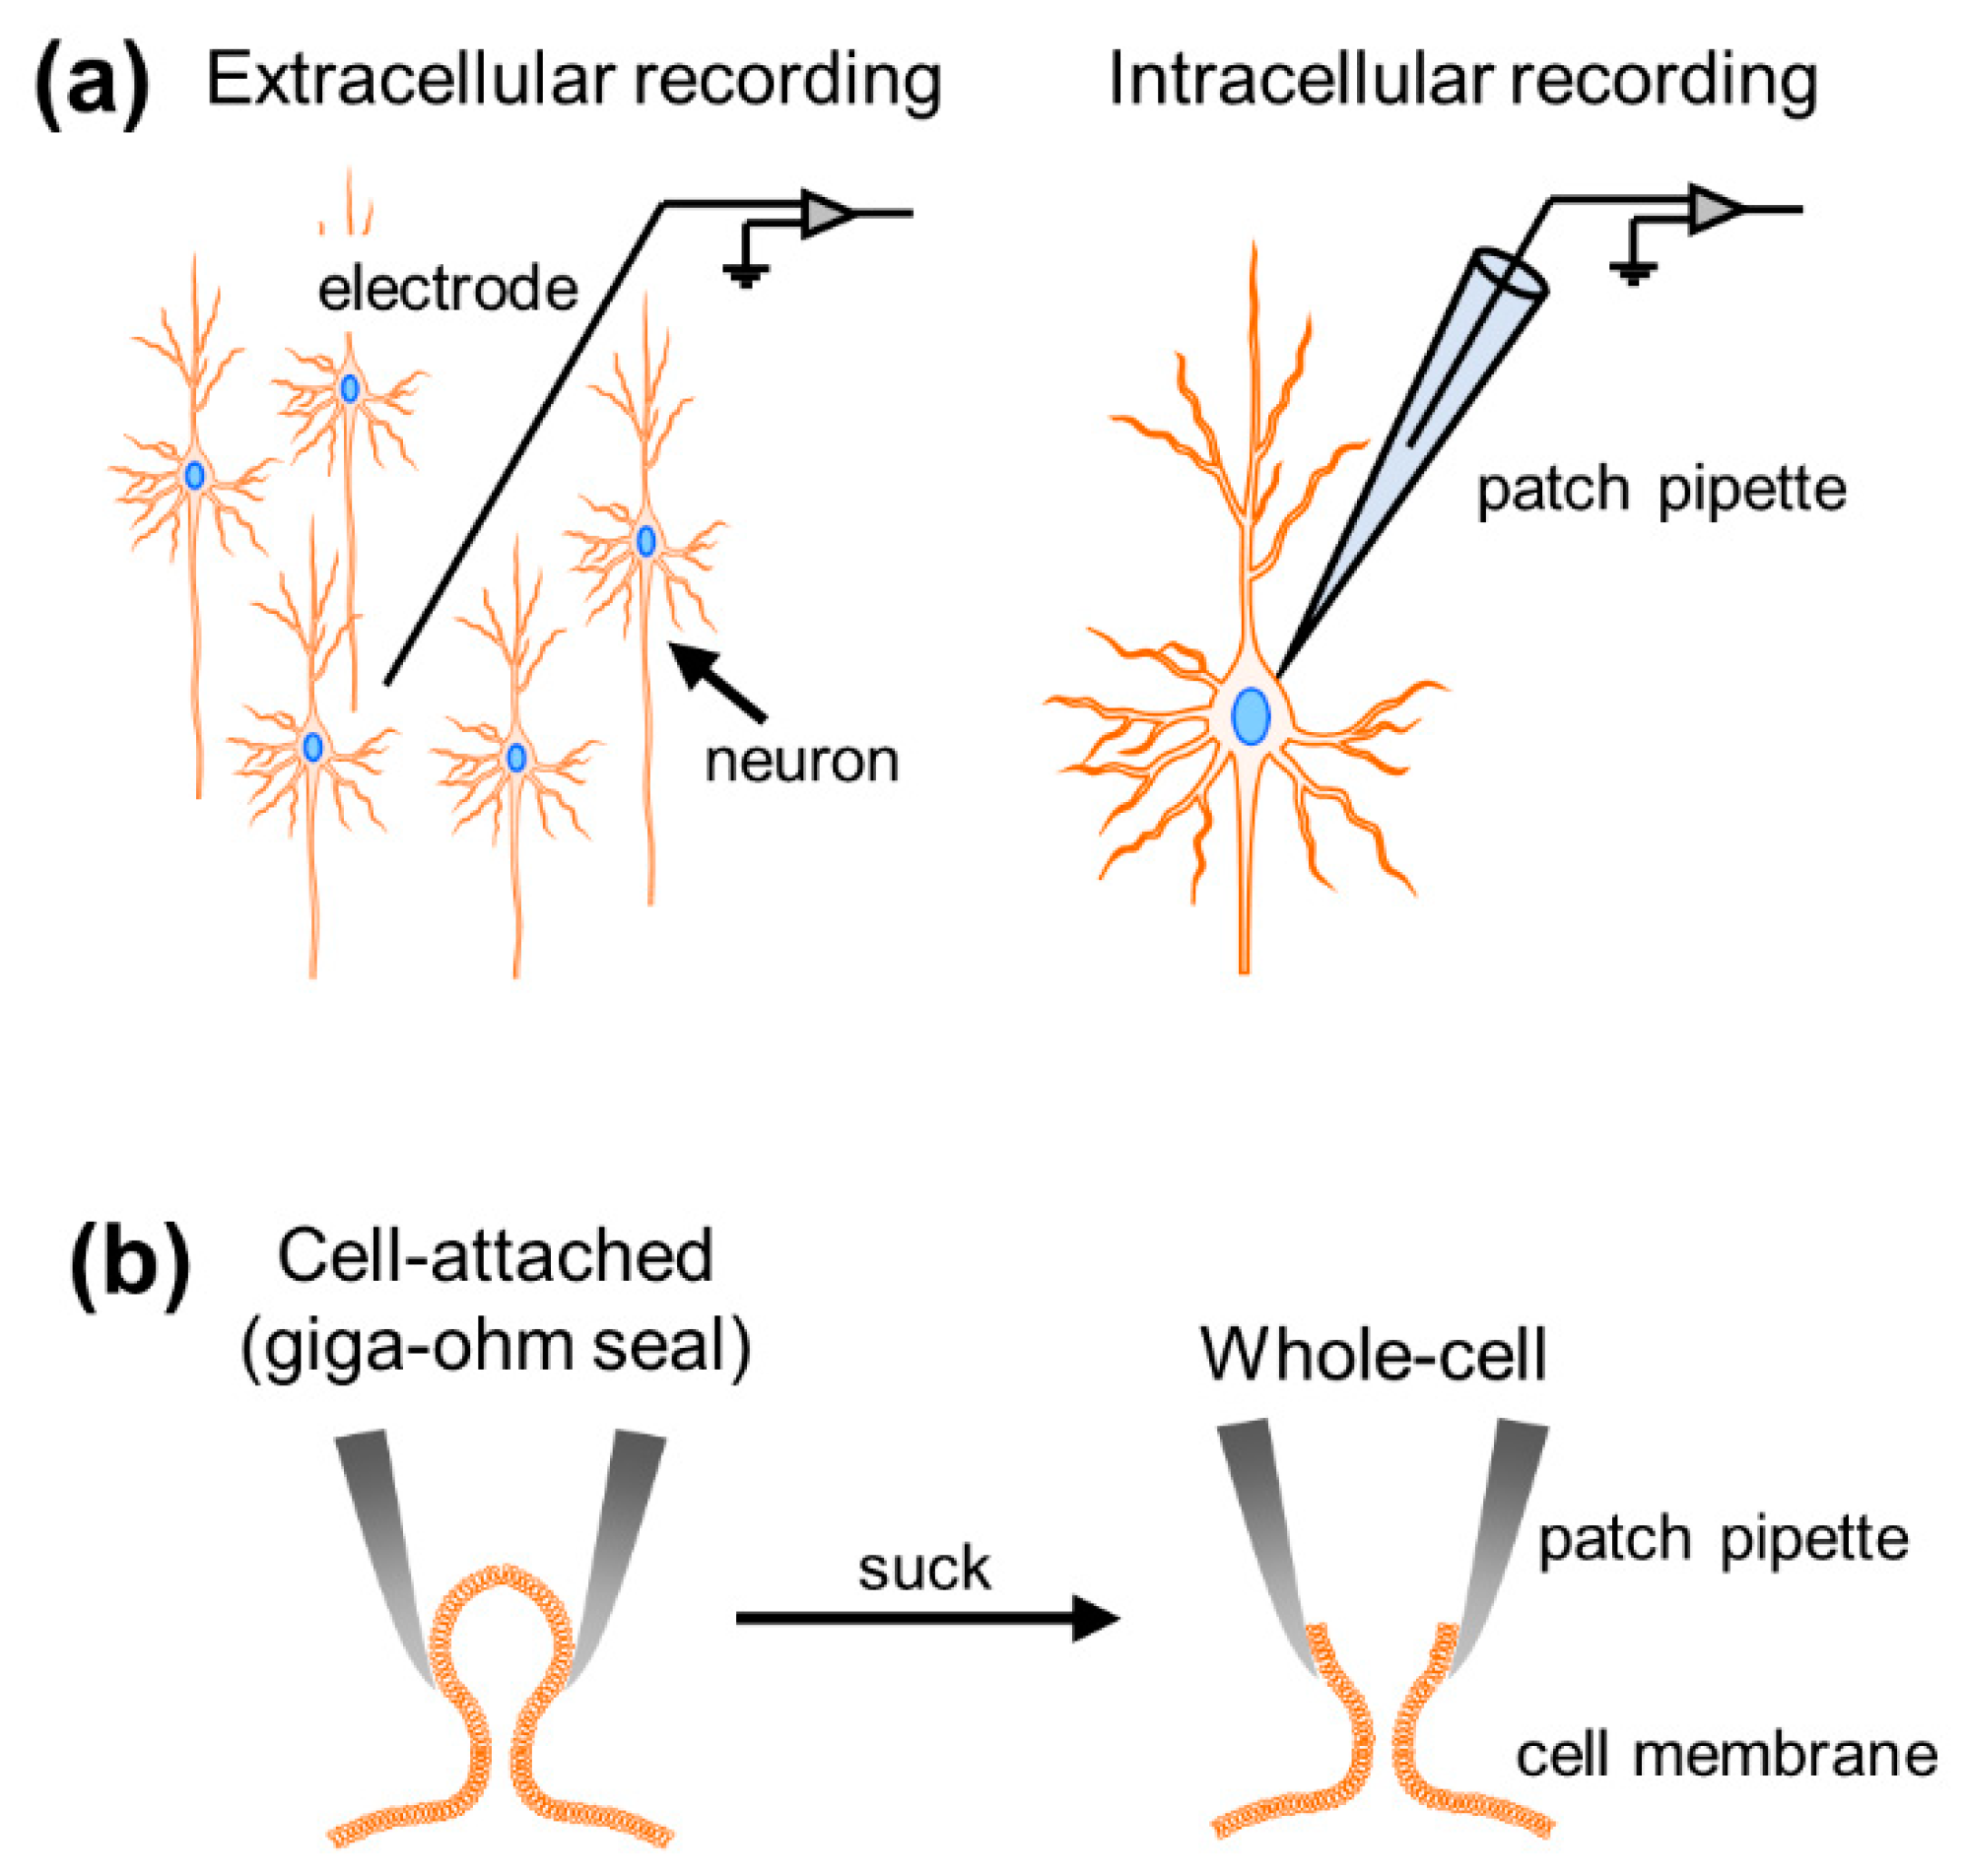 (a) Extracellular recording
Intracellular recording
electrode
patch pipette
neuron
(b) Cell-attached
(giga-ohm seal)
Whole-cell
suck
patch pipette
cell membrane